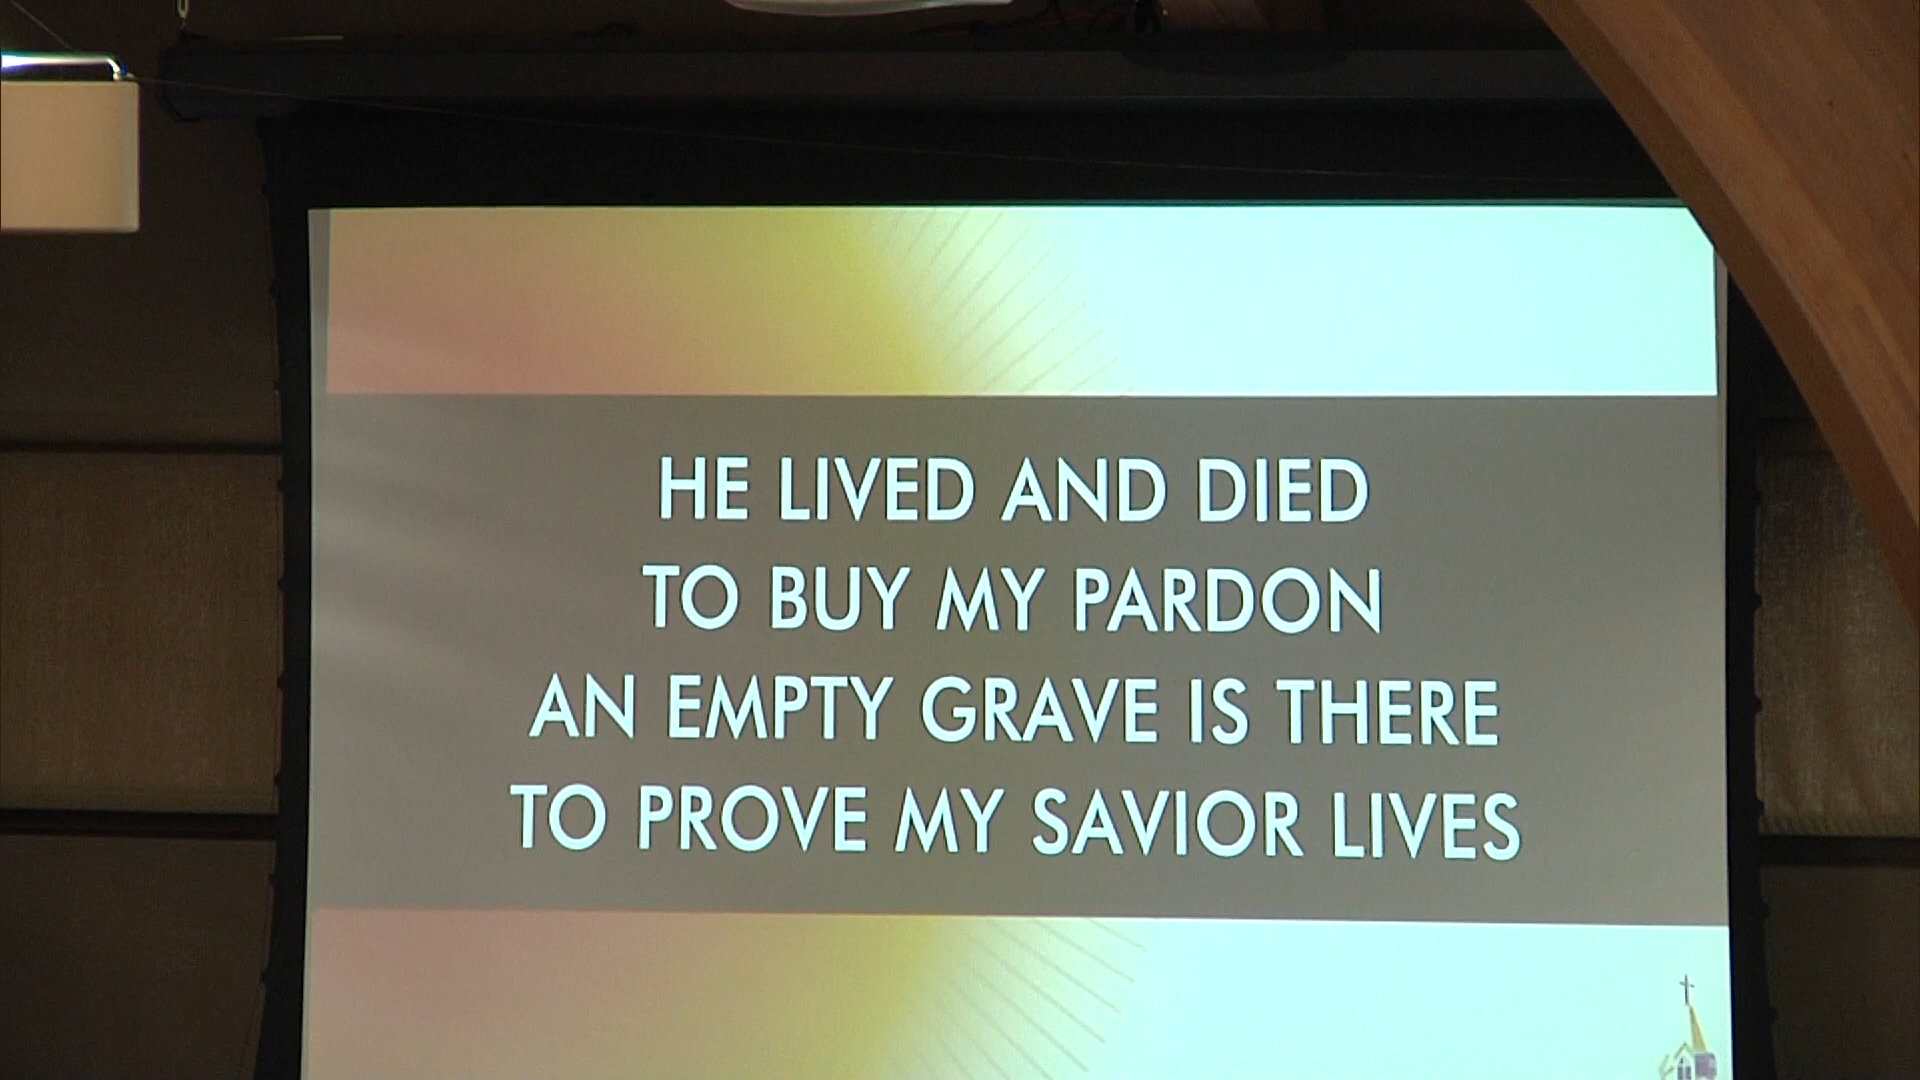 HE LIVED AND DIED
TO BUY MY PARDON
AN EMPTY GRAVE IS THERE
TO PROVE MY SAVIOR LIVES